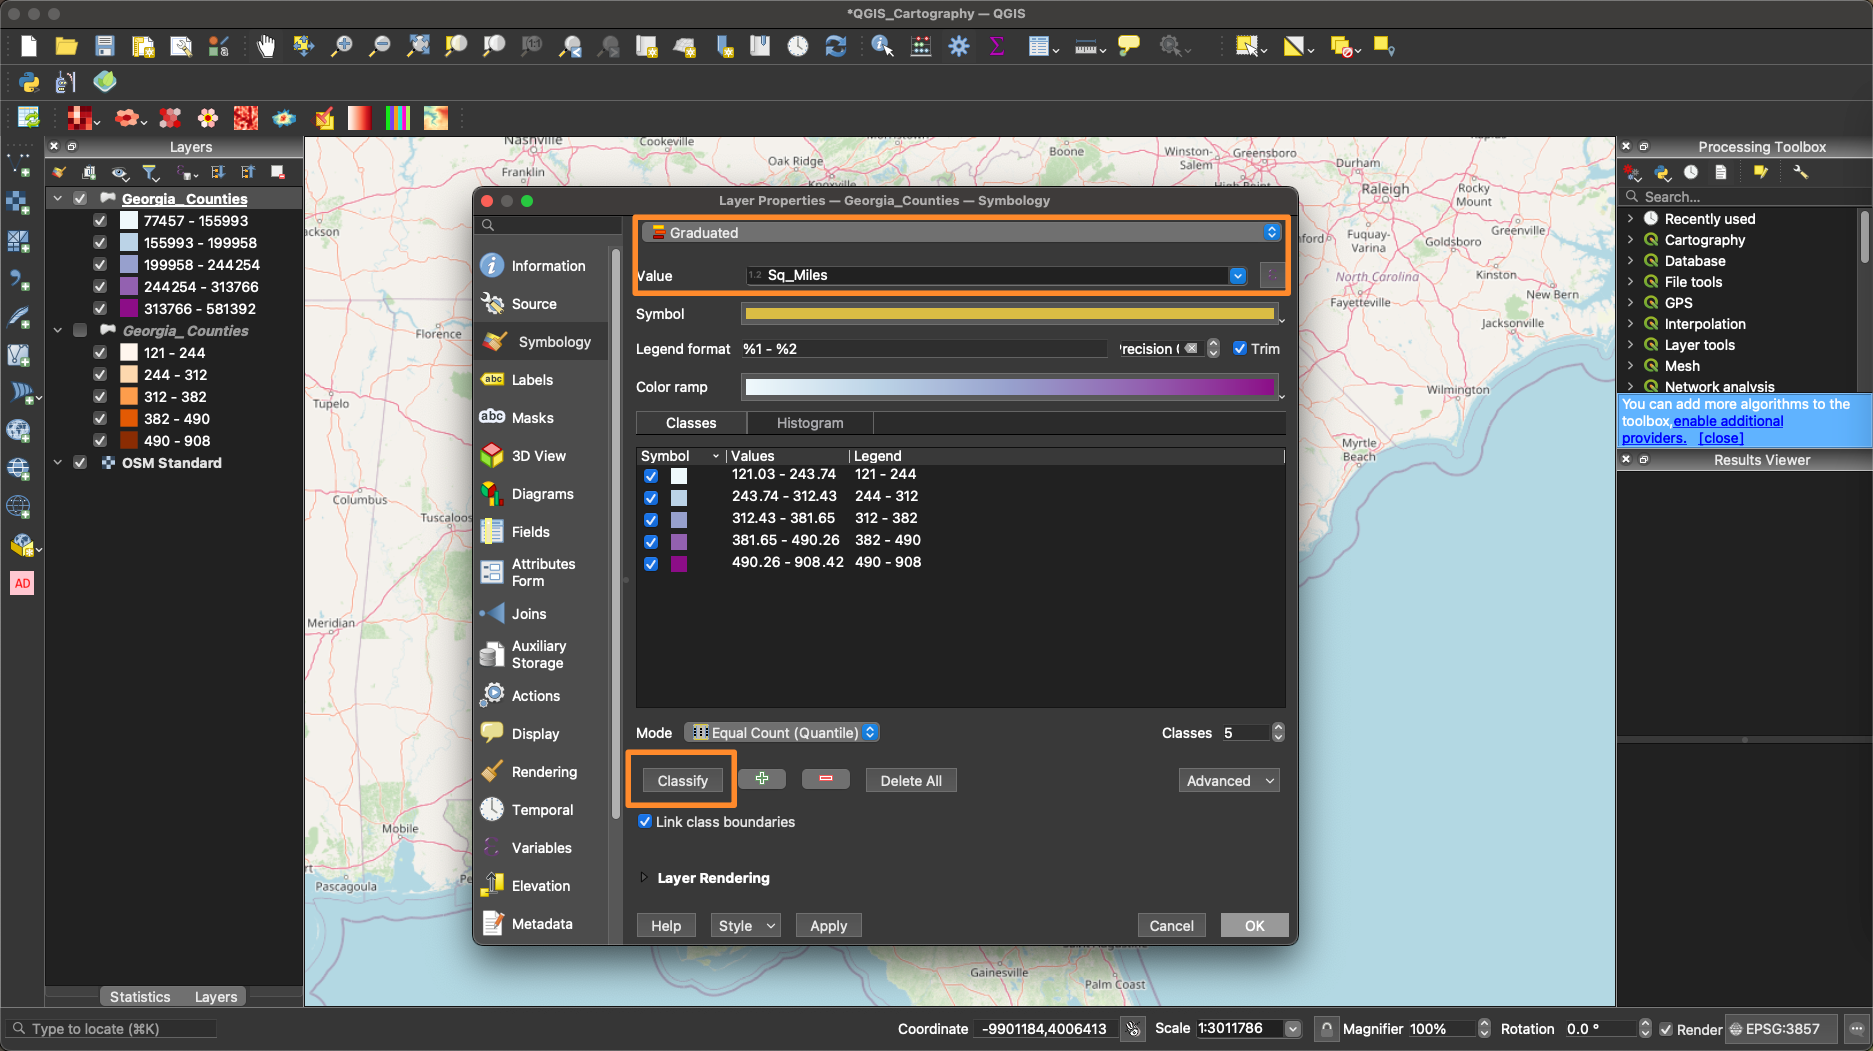 *QGIS_Cartography — QGIS
Layers
Georgia_Counties
77457 - 155993
155993 - 199958
199958 - 244254
244254 - 313766
313766 - 581392
Georgia_Counties
121 - 244
244 - 312
312 - 382
382 - 490
490 - 908
OSM Standard
AD
Statistics
Layers
Nashville
Cookeville
Franklin
Oak Ridge
Knoxville
Morristown
Boone
Winston-
Salem
Greensboro
High Point
Durham
Raleigh
Rocky
Mount
Greenville
Fuquay-
Varina
Goldsboro
North Carolina
Kinston
New Bern
Fayetteville
Jacksonville
Wilmington
Myrtle
Beach
Florence
Tupelo
Columbus
Tuscaloos
Meridian
Mobile
Pascagoula
Gainesville
Palm Coast
Layer Properties — Georgia_Counties — Symbology
Information
Source
Symbology
abc Labels
abc Masks
3D View
Diagrams
Fields
Attributes
Form
Joins
Auxiliary
Storage
Actions
Display
Rendering
Temporal
Variables
Elevation
Metadata
Graduated
Value 1.2 Sq_Miles
Symbol
Legend format %1 - %2 Trim
Color ramp
Classes Histogram
Symbol Values Legend
121.03 - 243.74 121 - 244
243.74 - 312.43 244 - 312
312.43 - 381.65 312 - 382
381.65 - 490.26 382 - 490
490.26 - 908.42 490 - 908
Mode Equal Count (Quantile) Classes 5
Classify Delete All Advanced
Link class boundaries
Layer Rendering
Help Style Apply Cancel OK
Processing Toolbox
Search...
Recently used
Cartography
Database
File tools
GPS
Interpolation
Layer tools
Mesh
Network analysis
You can add more algorithms to the
toolbox, enable additional
providers. [close]
Results Viewer
Type to locate (⌘K)
Coordinate -9901184,4006413 Scale 1:3011786 Magnifier 100% Rotation 0.0 ° Render EPSG:3857